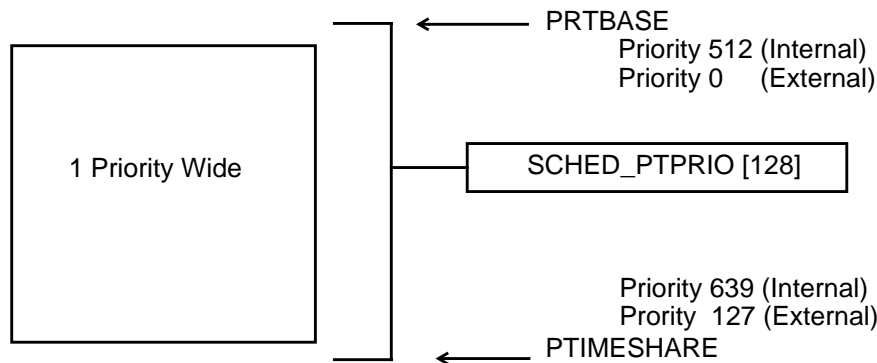 PRTBASE
Priority 512 (Internal)
Priority 0 (External)
1 Priority Wide
SCHED_PTPRIO [128]
Priority 639 (Internal)
Prority 127 (External)
PTIMESHARE